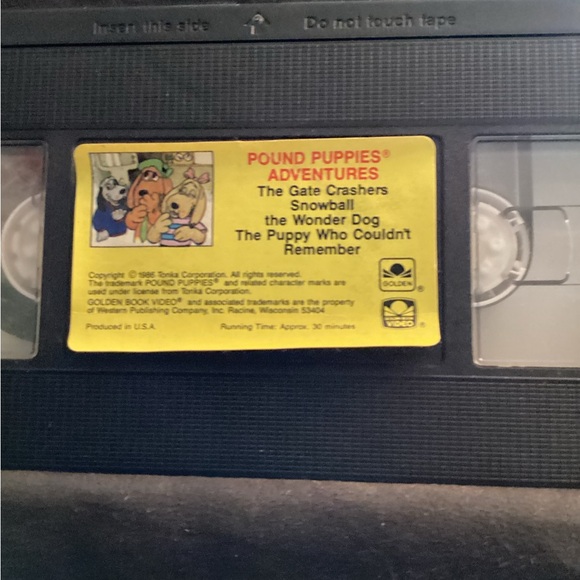 Insert this side Do not touch tape
POUND PUPPIES®
ADVENTURES
The Gate Crashers
Snowball
the Wonder Dog
The Puppy Who Couldn't
Remember
Copyright © 1986 Tonka Corporation. All rights reserved.
The trademark POUND PUPPIES® and related character marks are
used under license from Tonka Corporation.
GOLDEN BOOK VIDEO® and associated trademarks are the property
of Western Publishing Company, Inc. Racine, Wisconsin 53404
Produced in U.S.A. Running Time: Approx. 30 minutes
GOLDEN ®
VIDEO ®